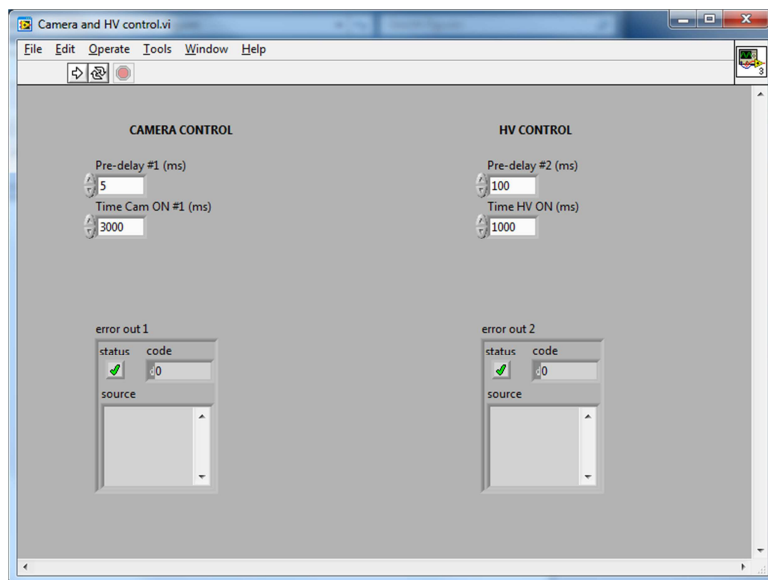 Camera and HV control.vi
File Edit Operate Tools Window Help
3
CAMERA CONTROL
HV CONTROL
Pre-delay #1 (ms)
5
Time Cam ON #1 (ms)
3000
Pre-delay #2 (ms)
100
Time HV ON (ms)
1000
error out 1
status code
0
source
error out 2
status code
0
source